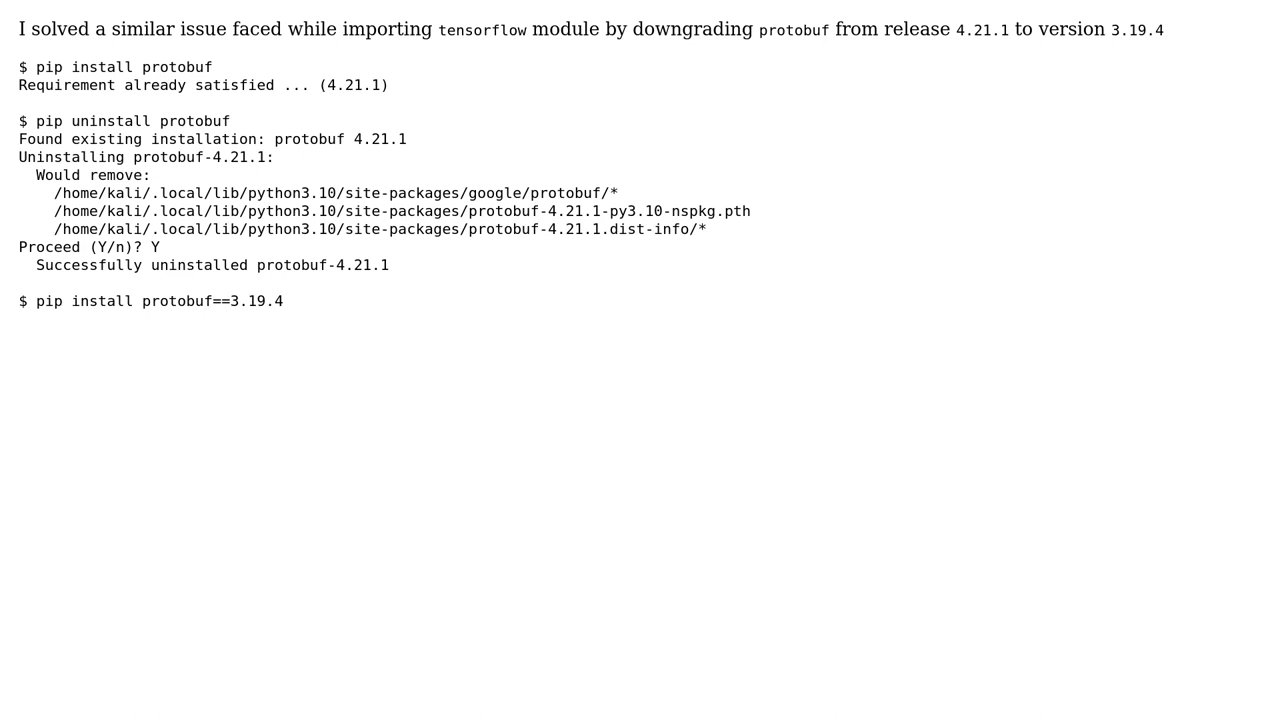 I solved a similar issue faced while importing tensorflow module by downgrading protobuf from release 4.21.1 to version 3.19.4
$ pip install protobuf
Requirement already satisfied ... (4.21.1)
$ pip uninstall protobuf
Found existing installation: protobuf 4.21.1
Uninstalling protobuf-4.21.1:
  Would remove:
    /home/kali/.local/lib/python3.10/site-packages/google/protobuf/*
    /home/kali/.local/lib/python3.10/site-packages/protobuf-4.21.1-py3.10-nspkg.pth
    /home/kali/.local/lib/python3.10/site-packages/protobuf-4.21.1.dist-info/*
Proceed (Y/n)? Y
  Successfully uninstalled protobuf-4.21.1
$ pip install protobuf==3.19.4